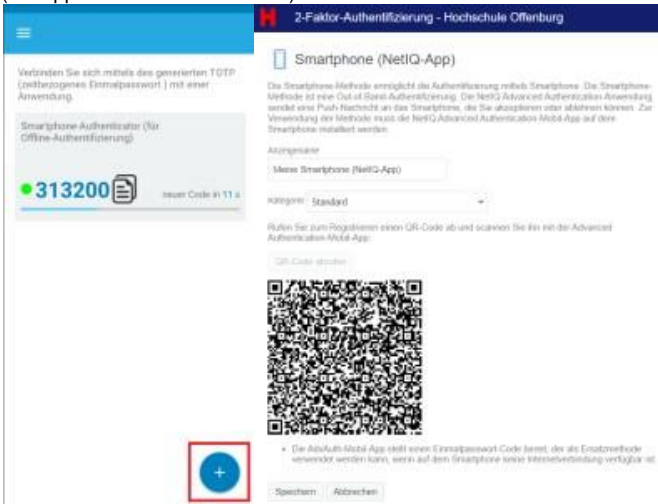 Verbinden Sie sich mittels des generierten TOTP
(zeitbezogenes Einmalpasswort ) mit einer
Anwendung.
Smartphone-Authenticator (für
Offline-Authentifizierung)
313200
neuer Code in 11 s
+
H
2-Faktor-Authentifizierung - Hochschule Offenburg
Smartphone (NetIQ-App)
Die Smartphone-Methode ermöglicht die Authentifizierung mittels Smartphone. Die Smartphone-
Methode ist eine Out-of-Band-Authentifizierung. Die NetIQ Advanced Authentication-Anwendung
sendet eine Push-Nachricht an das Smartphone, die Sie akzeptieren oder ablehnen können. Zur
Verwendung der Methode muss die NetIQ Advanced Authentication-Mobil-App auf dem
Smartphone installiert werden.
Anzeigename
Meine Smartphone (NetIQ-App)
Kategorie Standard
Rufen Sie zum Registrieren einen QR-Code ab und scannen Sie ihn mit der Advanced
Authentication-Mobil-App:
QR-Code abrufen
• Die AdvAuth-Mobil-App stellt einen Einmalpasswort-Code bereit, der als Ersatzmethode
verwendet werden kann, wenn auf dem Smartphone keine Internetverbindung verfügbar ist.
Speichern Abbrechen